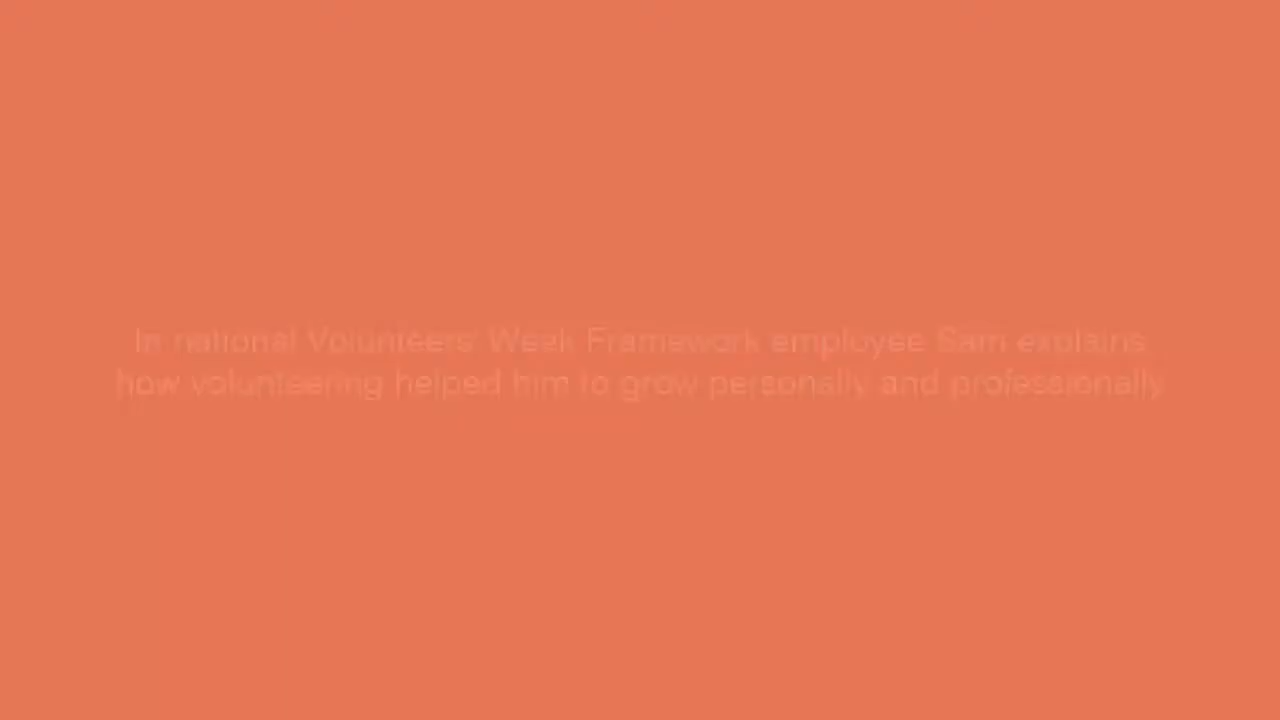 In national Volunteers' Week Framework employee Sam explains
how volunteering helped him to grow personally and professionally